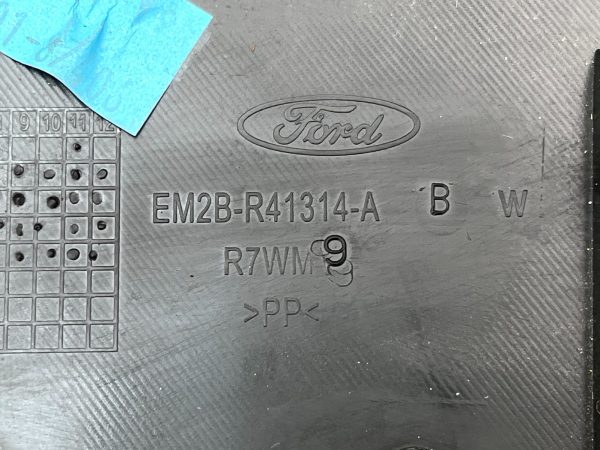 Ford
9 10 11 12
EM2B-R41314-A B W
R7WM 9
>PP<